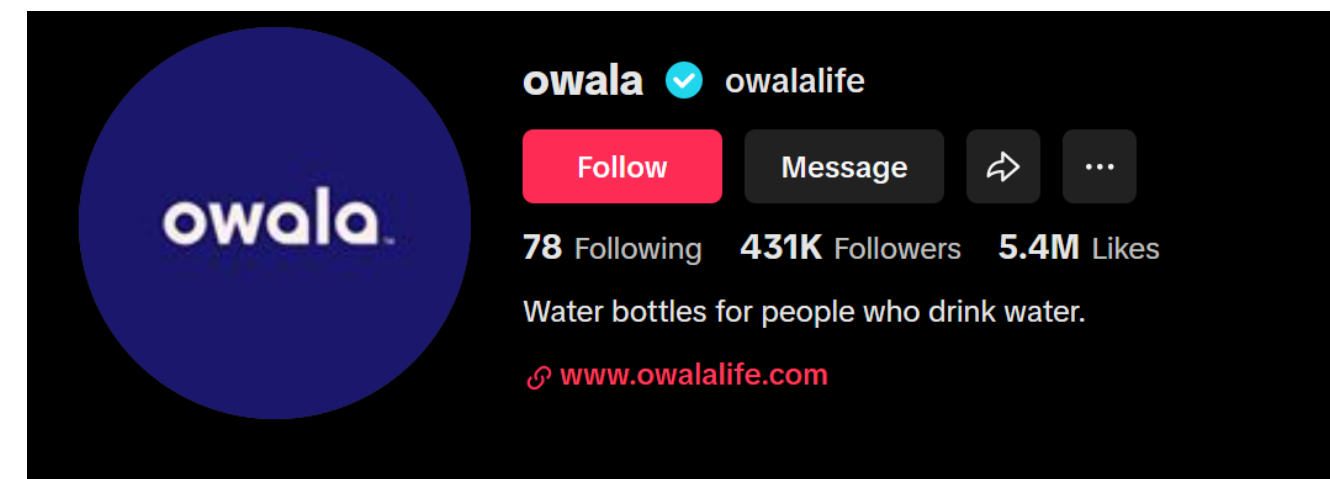 owala™
owala owalalife
Follow Message ...
78 Following 431K Followers 5.4M Likes
Water bottles for people who drink water.
www.owalalife.com